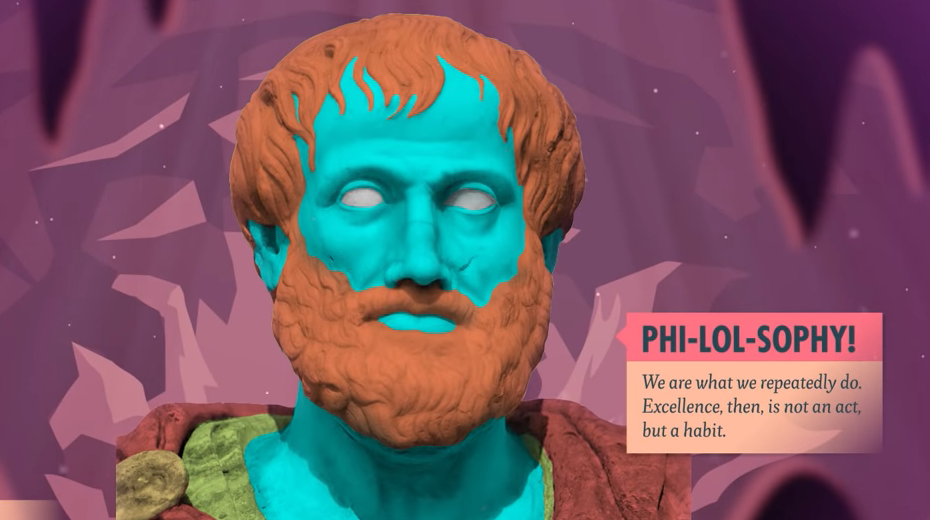 PHI-LOL-SOPHY!
We are what we repeatedly do.
Excellence, then, is not an act,
but a habit.